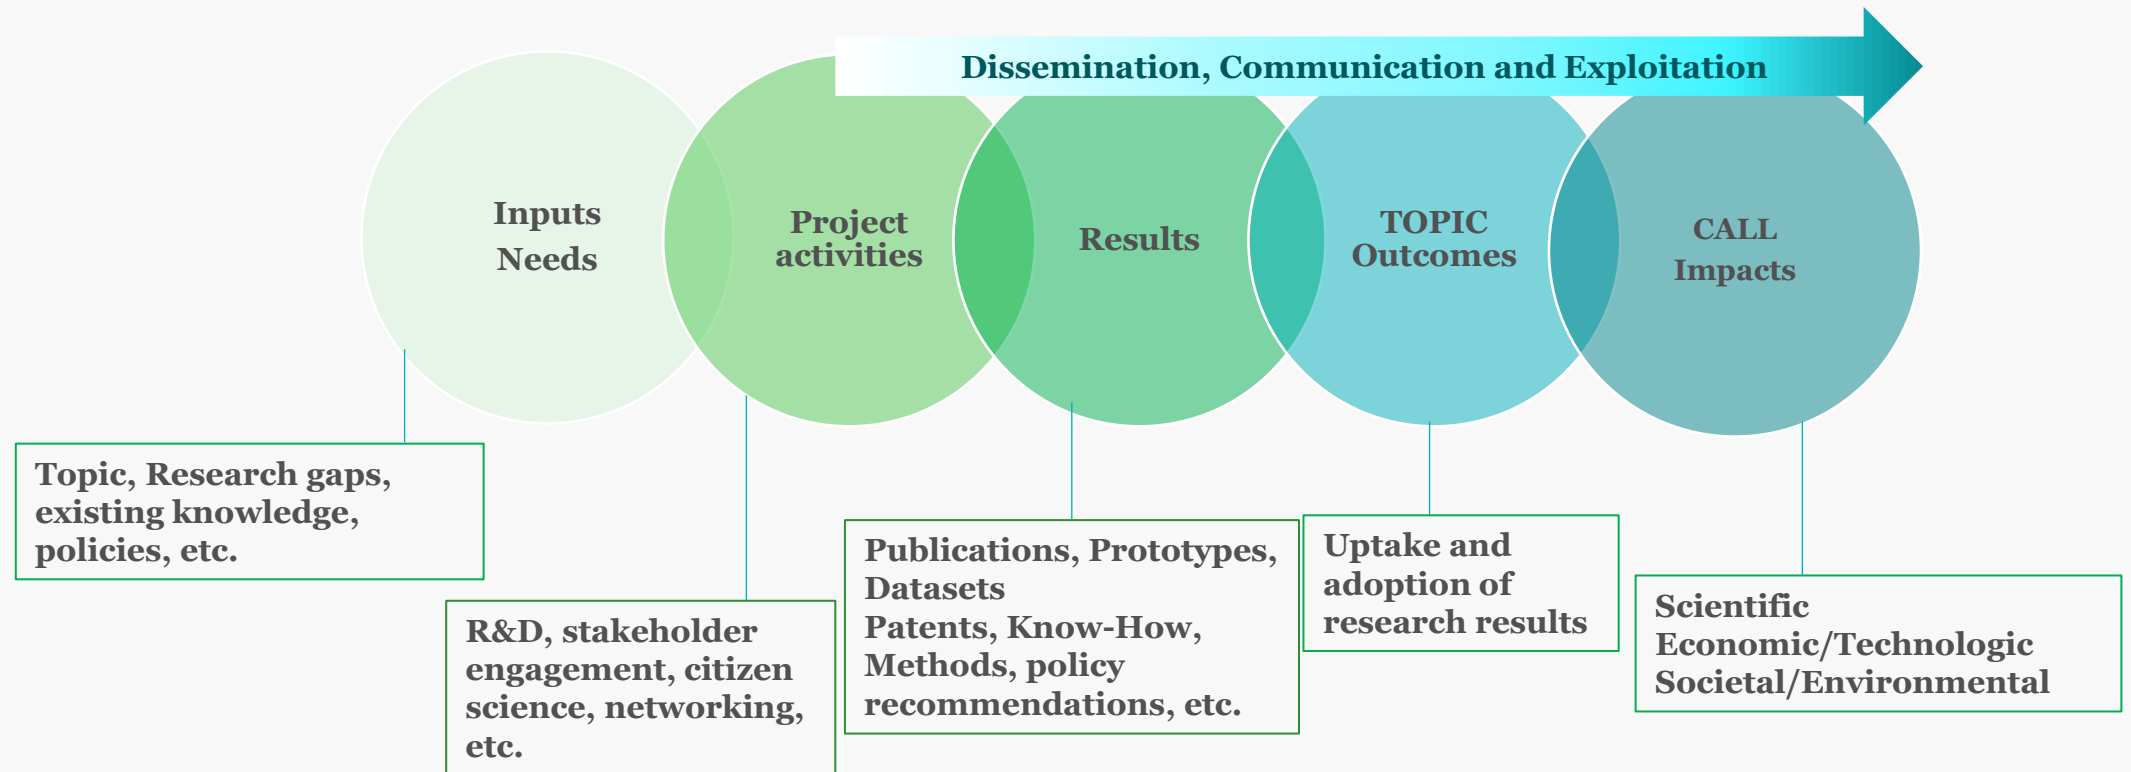 Dissemination, Communication and Exploitation
Inputs
Needs
Project
activities
Results
TOPIC
Outcomes
CALL
Impacts
Topic, Research gaps,
existing knowledge,
policies, etc.
R&D, stakeholder
engagement, citizen
science, networking,
etc.
Publications, Prototypes,
Datasets
Patents, Know-How,
Methods, policy
recommendations, etc.
Uptake and
adoption of
research results
Scientific
Economic/Technologic
Societal/Environmental